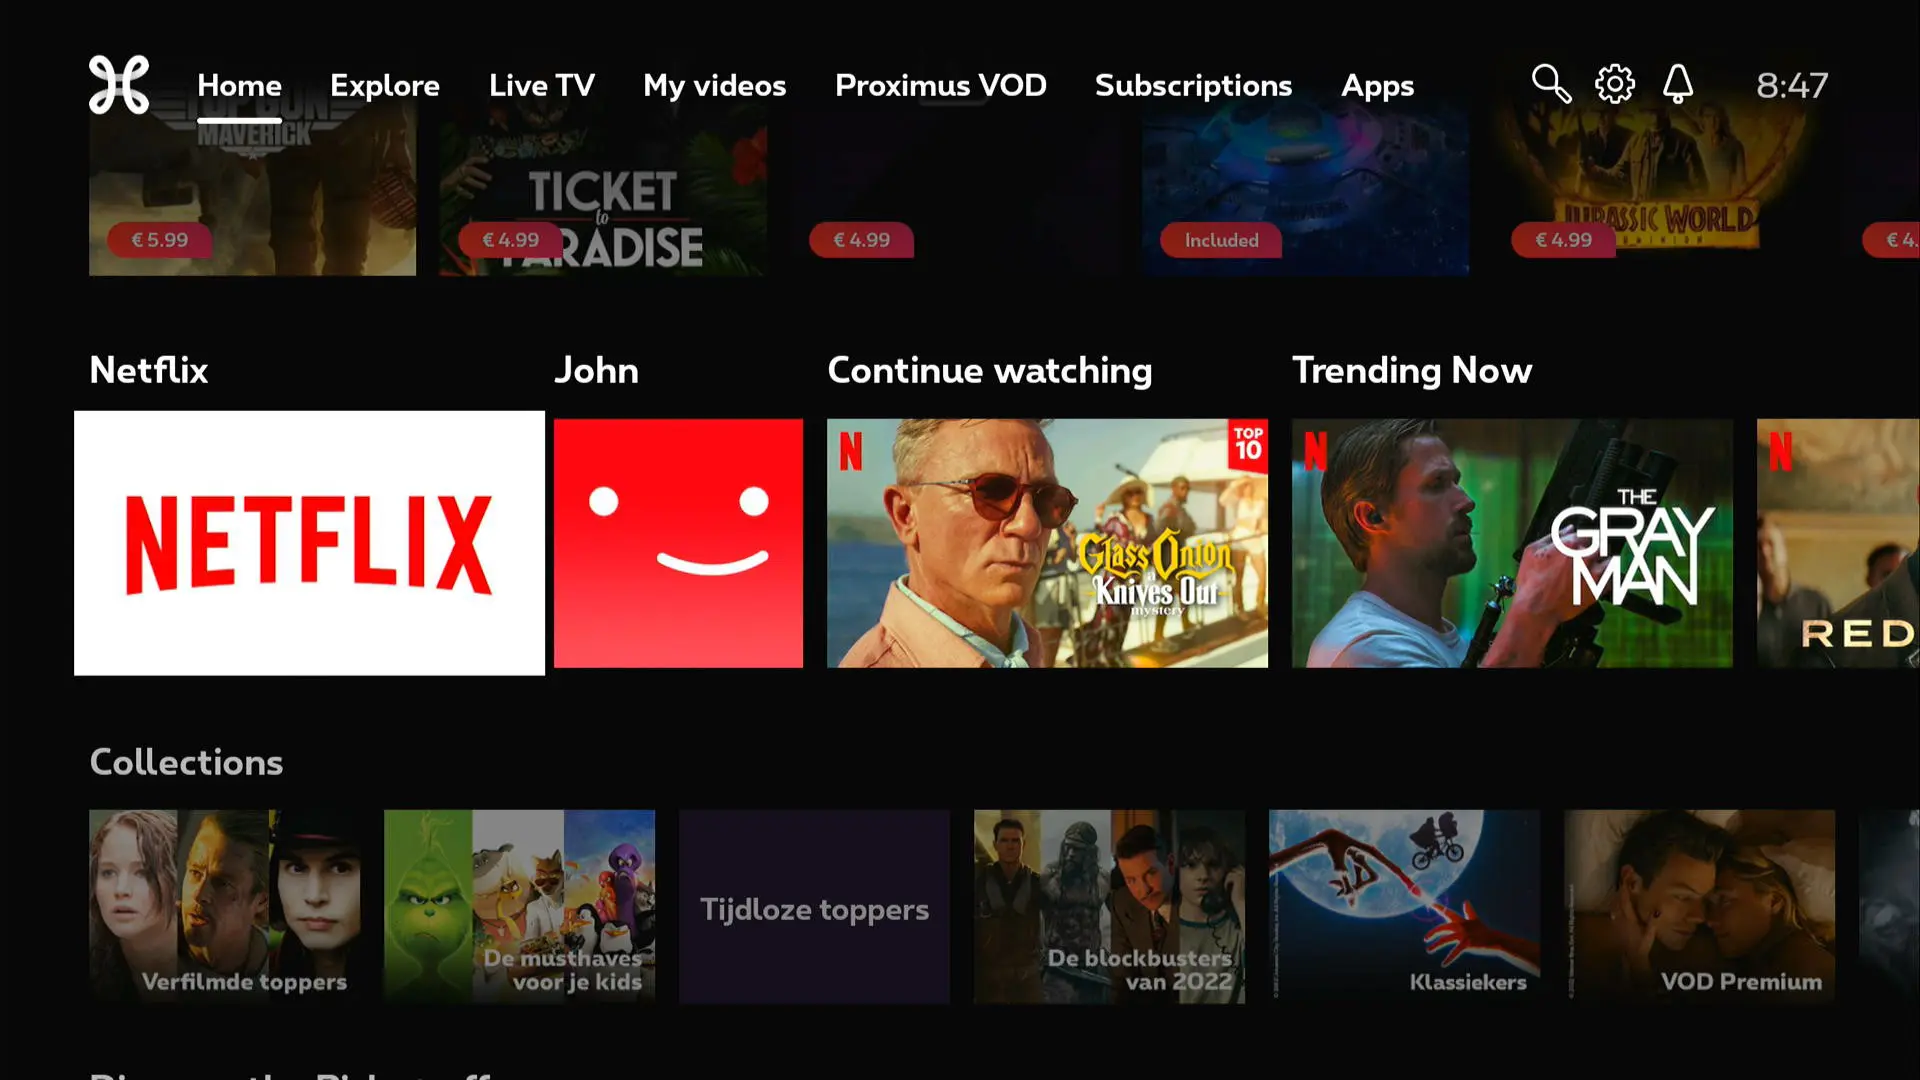 Home Explore Live TV My videos Proximus VOD Subscriptions Apps 8:47
TOP GUN
MAVERICK
€ 5.99
TICKET
to
PARADISE
€ 4.99
€ 4.99
Included
JURASSIC WORLD
DOMINION
€ 4.99
€ 4.
Netflix
NETFLIX
John
Continue watching
N
TOP
10
Glass Onion
a
Knives Out
mystery
Trending Now
N
THE
GRAY
MAN
N
RED
Collections
Verfilmde toppers
De musthaves
voor je kids
Tijdloze toppers
De blockbusters
van 2022
Klassiekers
VOD Premium